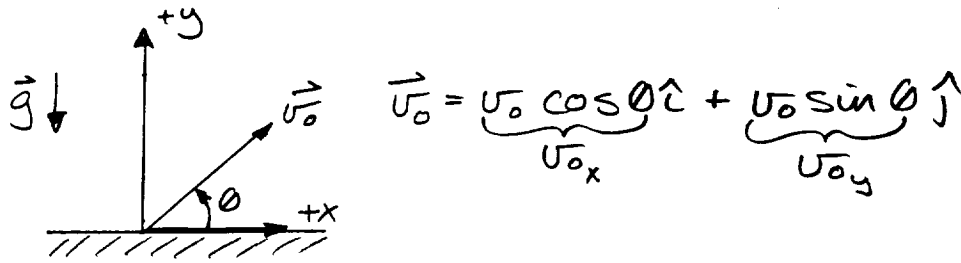 +y
g⃗
v⃗₀
θ
+x
v⃗₀ = v₀ cos θ î + v₀ sin θ ĵ
v₀ₓ
v₀ᵧ